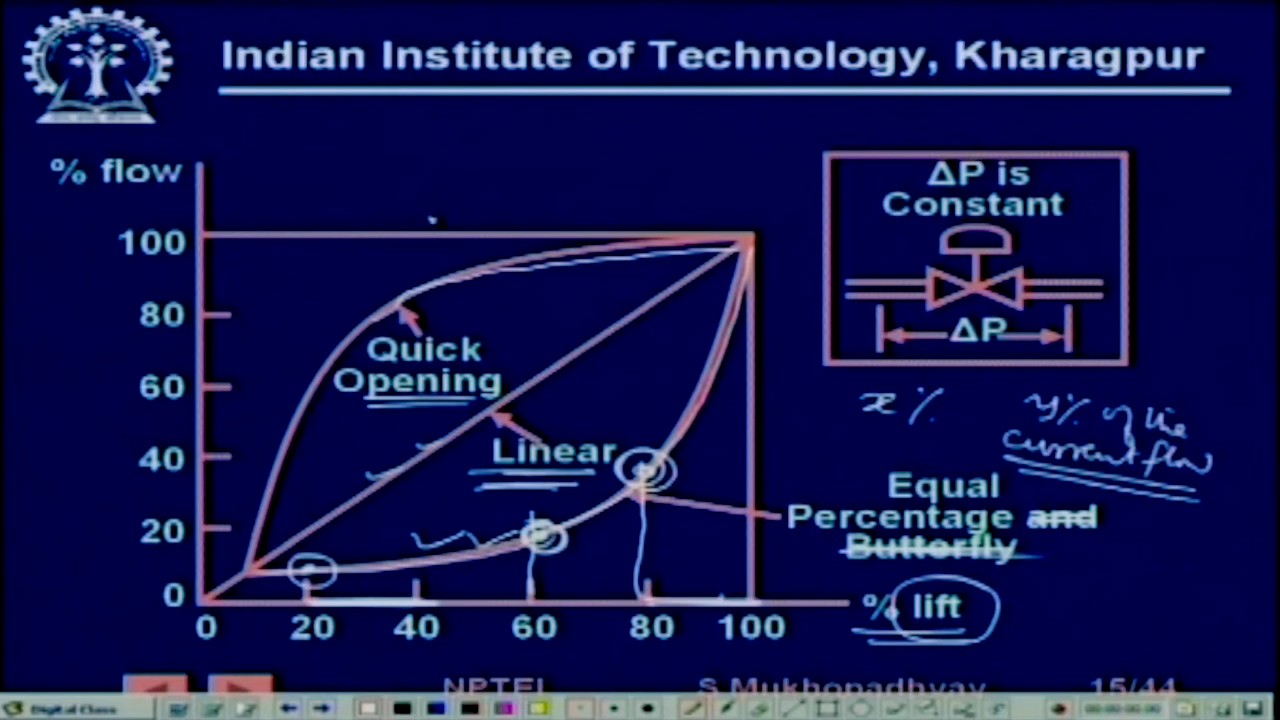 Indian Institute of Technology, Kharagpur
% flow
100
80
60
40
20
0
0 20 40 60 80 100
% lift
Quick
Opening
Linear
Equal
Percentage and
Butterfly
ΔP is
Constant
ΔP
x % y% of the
current flow
NPTEL S Mukhopadhyay 15/44
Digital Class